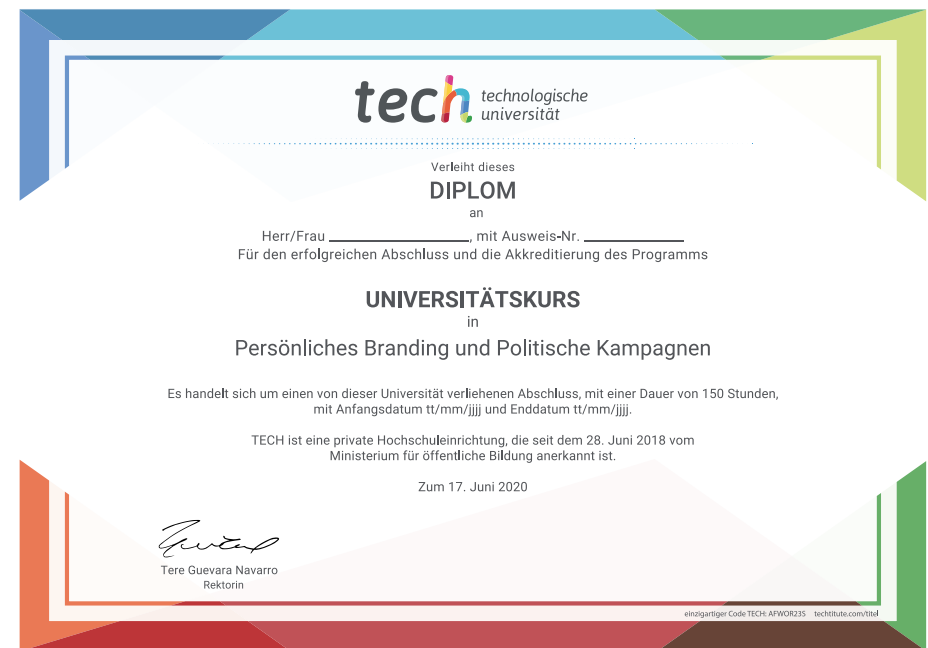 tech technologische
universität
Verleiht dieses
DIPLOM
an
Herr/Frau ____________, mit Ausweis-Nr. ____________
Für den erfolgreichen Abschluss und die Akkreditierung des Programms
UNIVERSITÄTSKURS
in
Persönliches Branding und Politische Kampagnen
Es handelt sich um einen von dieser Universität verliehenen Abschluss, mit einer Dauer von 150 Stunden,
mit Anfangsdatum tt/mm/jjjj und Enddatum tt/mm/jjjj.
TECH ist eine private Hochschuleinrichtung, die seit dem 28. Juni 2018 vom
Ministerium für öffentliche Bildung anerkannt ist.
Zum 17. Juni 2020
Tere Guevara Navarro
Rektorin
einzigartiger Code TECH: AFWOR23S techtitute.com/titel